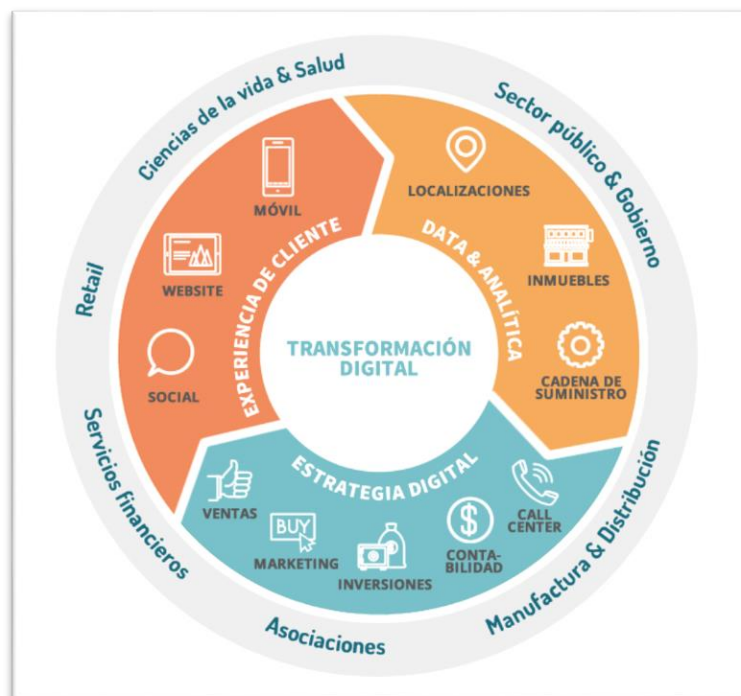 Ciencias de la vida & Salud
Sector público & Gobierno
Retail
Servicios financieros
Asociaciones
Manufactura & Distribución
MÓVIL
WEBSITE
SOCIAL
EXPERIENCIA DE CLIENTE
LOCALIZACIONES
INMUEBLES
CADENA DE
SUMINISTRO
DATA & ANALÍTICA
TRANSFORMACIÓN
DIGITAL
ESTRATEGIA DIGITAL
VENTAS
BUY
MARKETING
INVERSIONES
$
CONTA-
BILIDAD
CALL
CENTER